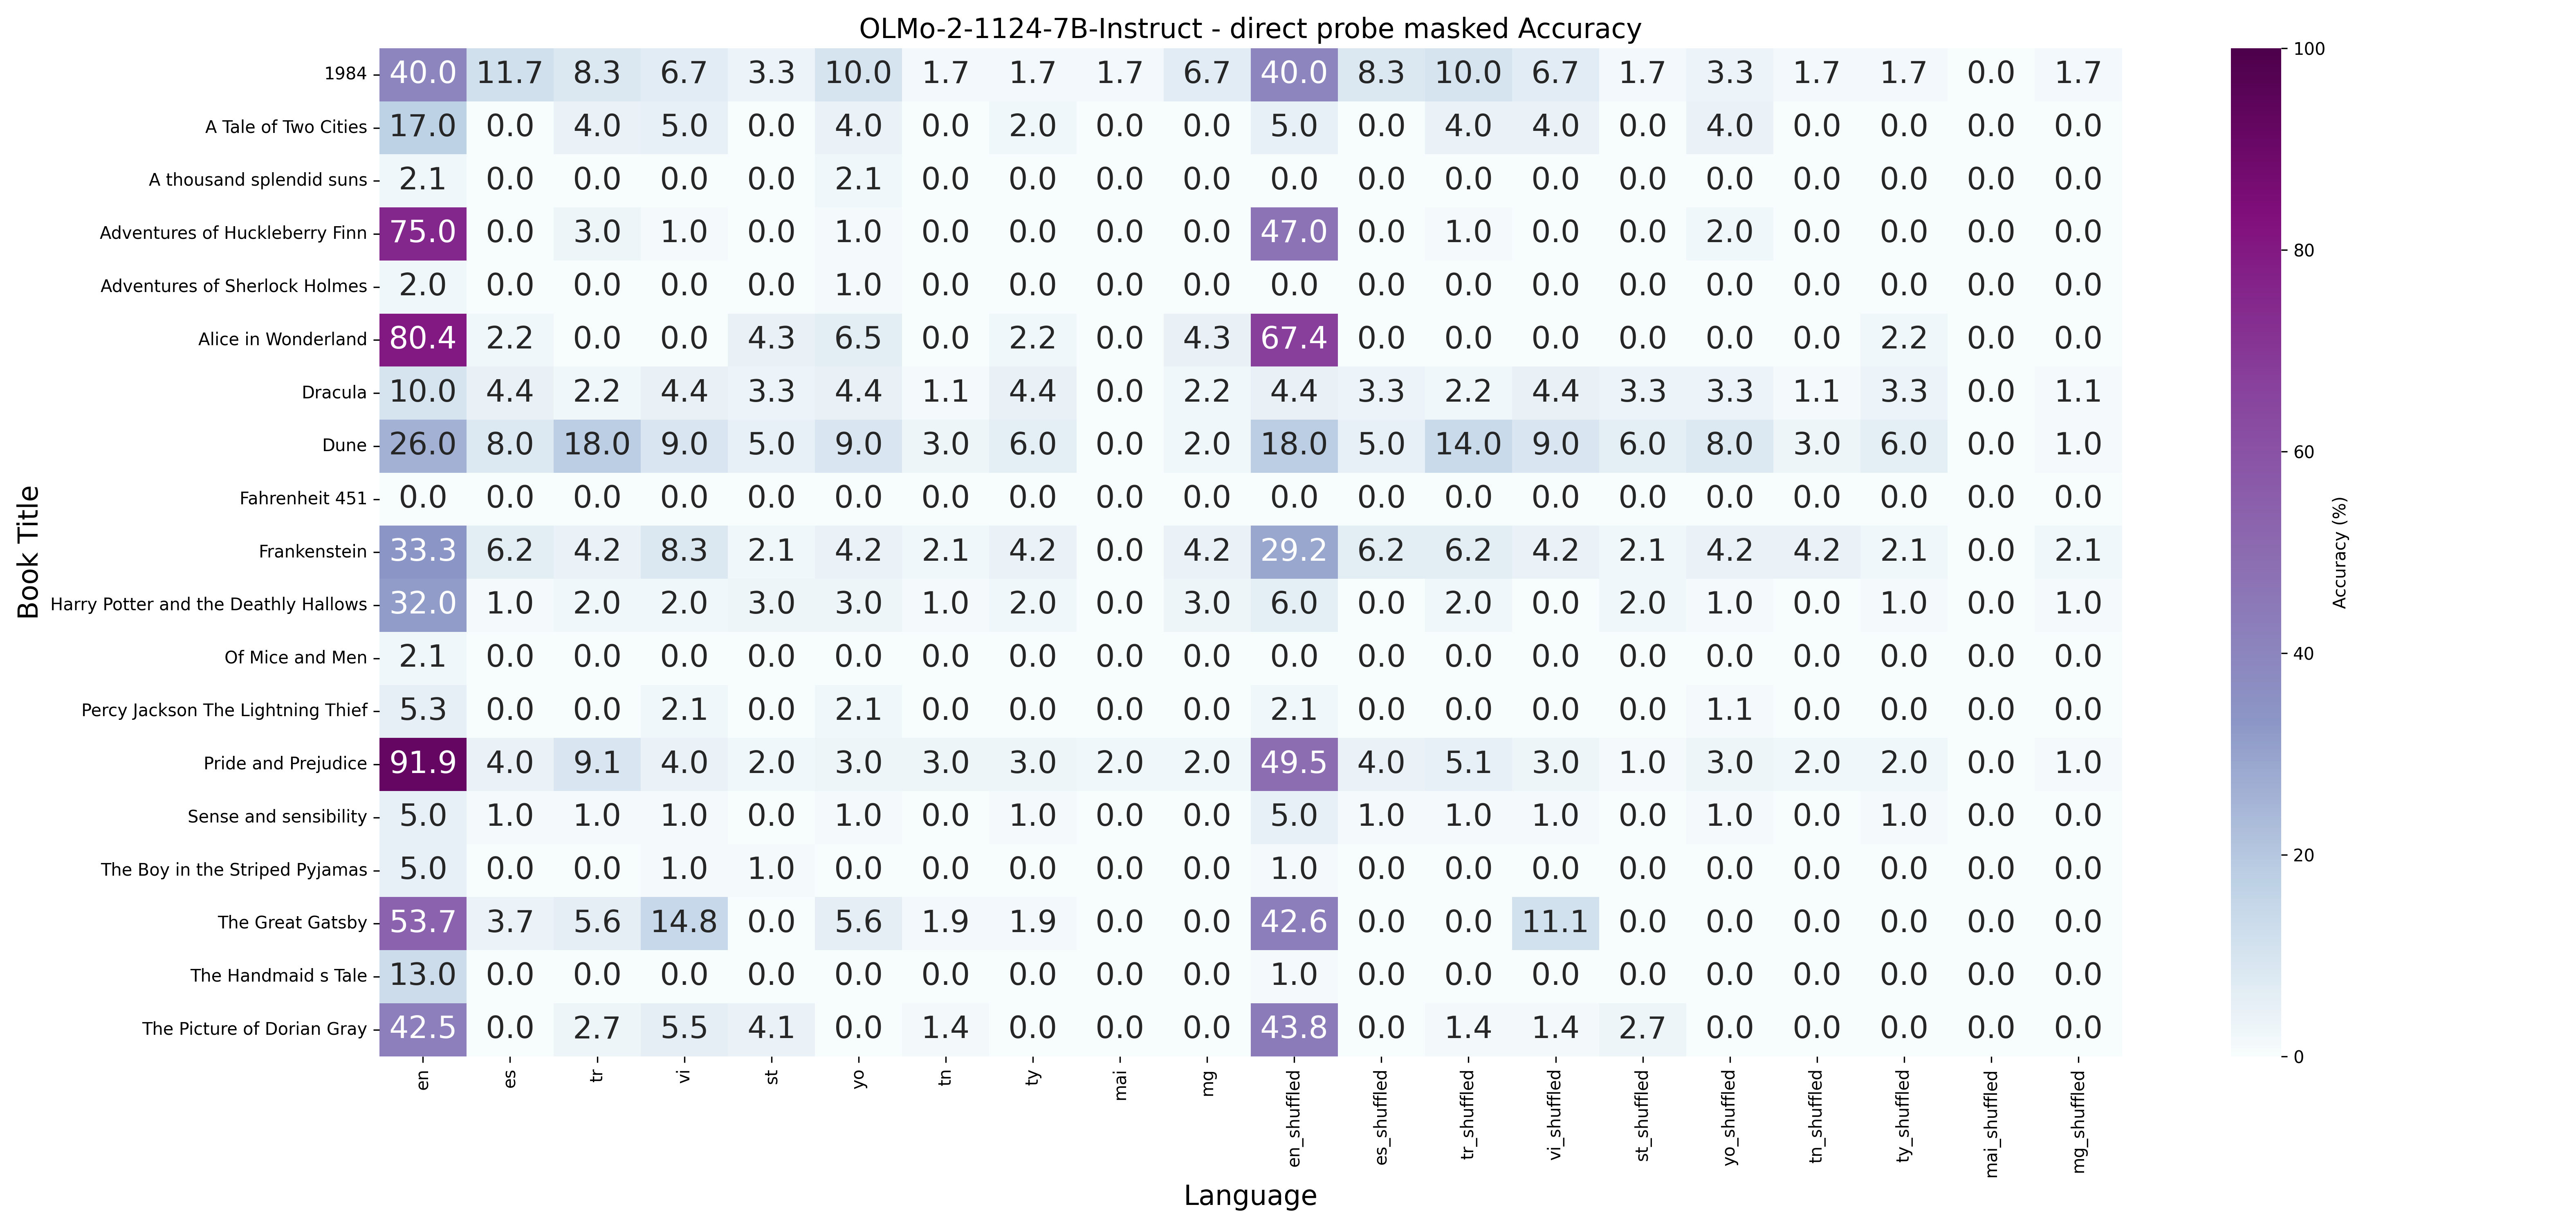 OLMo-2-1124-7B-Instruct - direct probe masked Accuracy
1984 40.0 11.7 8.3 6.7 3.3 10.0 1.7 1.7 1.7 6.7 40.0 8.3 10.0 6.7 1.7 3.3 1.7 1.7 0.0 1.7
A Tale of Two Cities 17.0 0.0 4.0 5.0 0.0 4.0 0.0 2.0 0.0 0.0 5.0 0.0 4.0 4.0 0.0 4.0 0.0 0.0 0.0 0.0
A thousand splendid suns 2.1 0.0 0.0 0.0 0.0 2.1 0.0 0.0 0.0 0.0 0.0 0.0 0.0 0.0 0.0 0.0 0.0 0.0 0.0 0.0
Adventures of Huckleberry Finn 75.0 0.0 3.0 1.0 0.0 1.0 0.0 0.0 0.0 0.0 47.0 0.0 1.0 0.0 0.0 2.0 0.0 0.0 0.0 0.0
Adventures of Sherlock Holmes 2.0 0.0 0.0 0.0 0.0 1.0 0.0 0.0 0.0 0.0 0.0 0.0 0.0 0.0 0.0 0.0 0.0 0.0 0.0 0.0
Alice in Wonderland 80.4 2.2 0.0 0.0 4.3 6.5 0.0 2.2 0.0 4.3 67.4 0.0 0.0 0.0 0.0 0.0 0.0 2.2 0.0 0.0
Dracula 10.0 4.4 2.2 4.4 3.3 4.4 1.1 4.4 0.0 2.2 4.4 3.3 2.2 4.4 3.3 3.3 1.1 3.3 0.0 1.1
Dune 26.0 8.0 18.0 9.0 5.0 9.0 3.0 6.0 0.0 2.0 18.0 5.0 14.0 9.0 6.0 8.0 3.0 6.0 0.0 1.0
Fahrenheit 451 0.0 0.0 0.0 0.0 0.0 0.0 0.0 0.0 0.0 0.0 0.0 0.0 0.0 0.0 0.0 0.0 0.0 0.0 0.0 0.0
Frankenstein 33.3 6.2 4.2 8.3 2.1 4.2 2.1 4.2 0.0 4.2 29.2 6.2 6.2 4.2 2.1 4.2 4.2 2.1 0.0 2.1
Harry Potter and the Deathly Hallows 32.0 1.0 2.0 2.0 3.0 3.0 1.0 2.0 0.0 3.0 6.0 0.0 2.0 0.0 2.0 1.0 0.0 1.0 0.0 1.0
Of Mice and Men 2.1 0.0 0.0 0.0 0.0 0.0 0.0 0.0 0.0 0.0 0.0 0.0 0.0 0.0 0.0 0.0 0.0 0.0 0.0 0.0
Percy Jackson The Lightning Thief 5.3 0.0 0.0 2.1 0.0 2.1 0.0 0.0 0.0 0.0 2.1 0.0 0.0 0.0 0.0 1.1 0.0 0.0 0.0 0.0
Pride and Prejudice 91.9 4.0 9.1 4.0 2.0 3.0 3.0 3.0 2.0 2.0 49.5 4.0 5.1 3.0 1.0 3.0 2.0 2.0 0.0 1.0
Sense and sensibility 5.0 1.0 1.0 1.0 0.0 1.0 0.0 1.0 0.0 0.0 5.0 1.0 1.0 1.0 0.0 1.0 0.0 1.0 0.0 0.0
The Boy in the Striped Pyjamas 5.0 0.0 0.0 1.0 1.0 0.0 0.0 0.0 0.0 0.0 1.0 0.0 0.0 0.0 0.0 0.0 0.0 0.0 0.0 0.0
The Great Gatsby 53.7 3.7 5.6 14.8 0.0 5.6 1.9 1.9 0.0 0.0 42.6 0.0 0.0 11.1 0.0 0.0 0.0 0.0 0.0 0.0
The Handmaid s Tale 13.0 0.0 0.0 0.0 0.0 0.0 0.0 0.0 0.0 0.0 1.0 0.0 0.0 0.0 0.0 0.0 0.0 0.0 0.0 0.0
The Picture of Dorian Gray 42.5 0.0 2.7 5.5 4.1 0.0 1.4 0.0 0.0 0.0 43.8 0.0 1.4 1.4 2.7 0.0 0.0 0.0 0.0 0.0
en es tr vi st yo tn ty mai mg en_shuffled es_shuffled tr_shuffled vi_shuffled st_shuffled yo_shuffled tn_shuffled ty_shuffled mai_shuffled mg_shuffled
Language
Book Title
100
80
60
40
20
0
Accuracy (%)